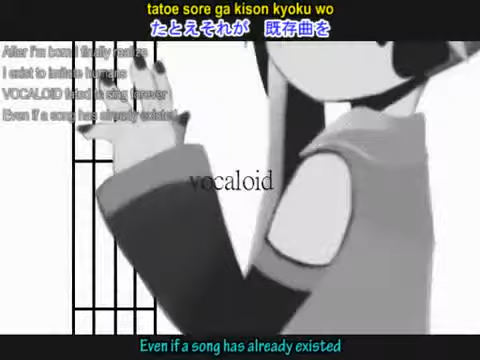 tatoe sore ga kison kyoku wo
たとえそれが　既存曲を
After I'm born I finally realize
I exist to imitate humans
VOCALOID fated to sing forever
Even if a song has already existed
vocaloid
Even if a song has already existed